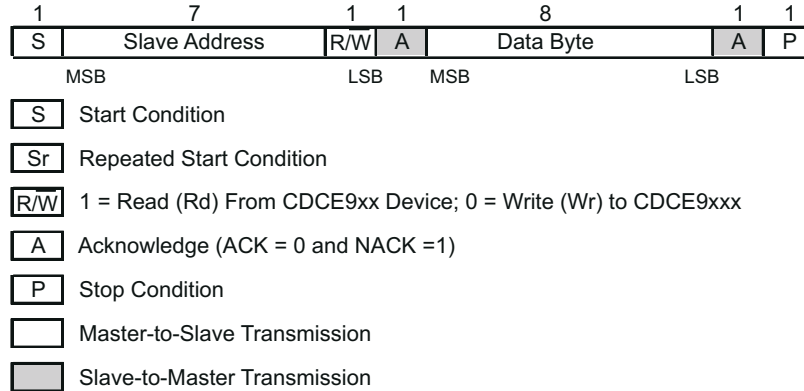 1 7 1 1 8 1 1
S Slave Address R/W A Data Byte A P
MSB LSB MSB LSB
S Start Condition
Sr Repeated Start Condition
R/W 1 = Read (Rd) From CDCE9xx Device; 0 = Write (Wr) to CDCE9xxx
A Acknowledge (ACK = 0 and NACK =1)
P Stop Condition
Master-to-Slave Transmission
Slave-to-Master Transmission